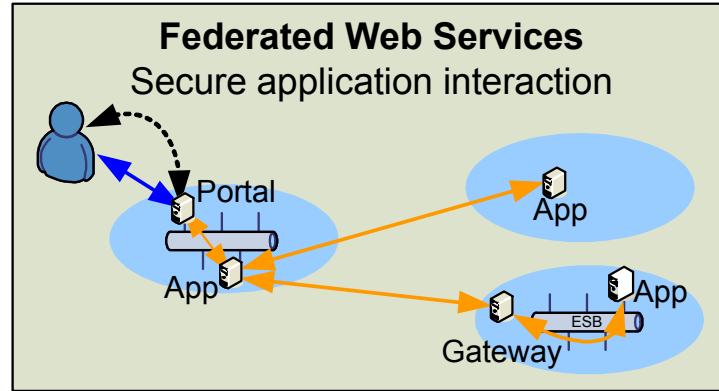 Federated Web Services
Secure application interaction
Portal
App
App
App
ESB
Gateway